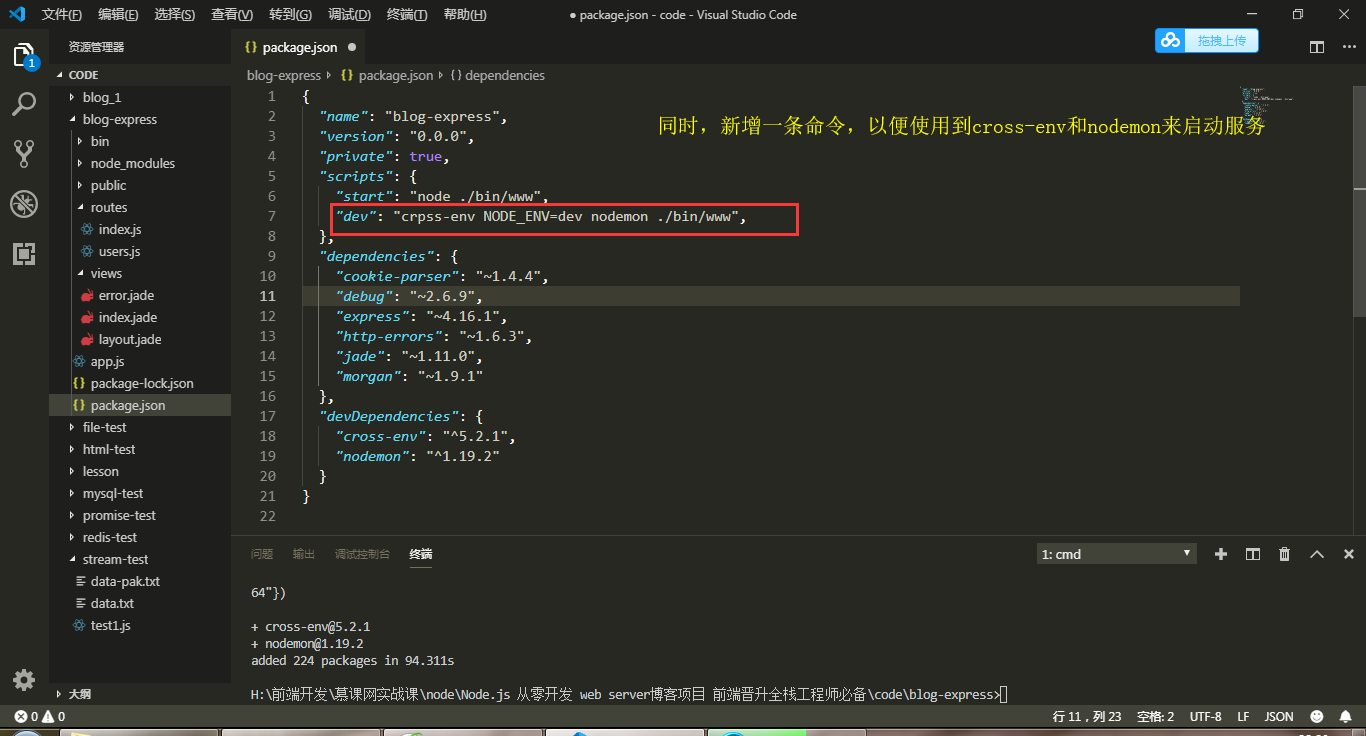 文件(F) 编辑(E) 选择(S) 查看(V) 转到(G) 调试(D) 终端(T) 帮助(H) ● package.json - code - Visual Studio Code
拖拽上传
资源管理器
1
CODE
blog_1
blog-express
bin
node_modules
public
routes
index.js
users.js
views
error.jade
index.jade
layout.jade
app.js
package-lock.json
package.json
file-test
html-test
lesson
mysql-test
promise-test
redis-test
stream-test
data-pak.txt
data.txt
test1.js
大纲
{} package.json ●
blog-express ▸ {} package.json ▸ {} dependencies
同时，新增一条命令，以便使用到cross-env和nodemon来启动服务
1 {
2 "name": "blog-express",
3 "version": "0.0.0",
4 "private": true,
5 "scripts": {
6 "start": "node ./bin/www",
7 "dev": "crpss-env NODE_ENV=dev nodemon ./bin/www",
8 },
9 "dependencies": {
10 "cookie-parser": "~1.4.4",
11 "debug": "~2.6.9",
12 "express": "~4.16.1",
13 "http-errors": "~1.6.3",
14 "jade": "~1.11.0",
15 "morgan": "~1.9.1"
16 },
17 "devDependencies": {
18 "cross-env": "^5.2.1",
19 "nodemon": "^1.19.2"
20 }
21 }
22
问题 输出 调试控制台 终端 1: cmd
64"})
+ cross-env@5.2.1
+ nodemon@1.19.2
added 224 packages in 94.311s
H:\前端开发\慕课网实战课\node\Node.js 从零开发 web server博客项目 前端晋升全栈工程师必备\code\blog-express>
0 0 行 11，列 23 空格: 2 UTF-8 LF JSON